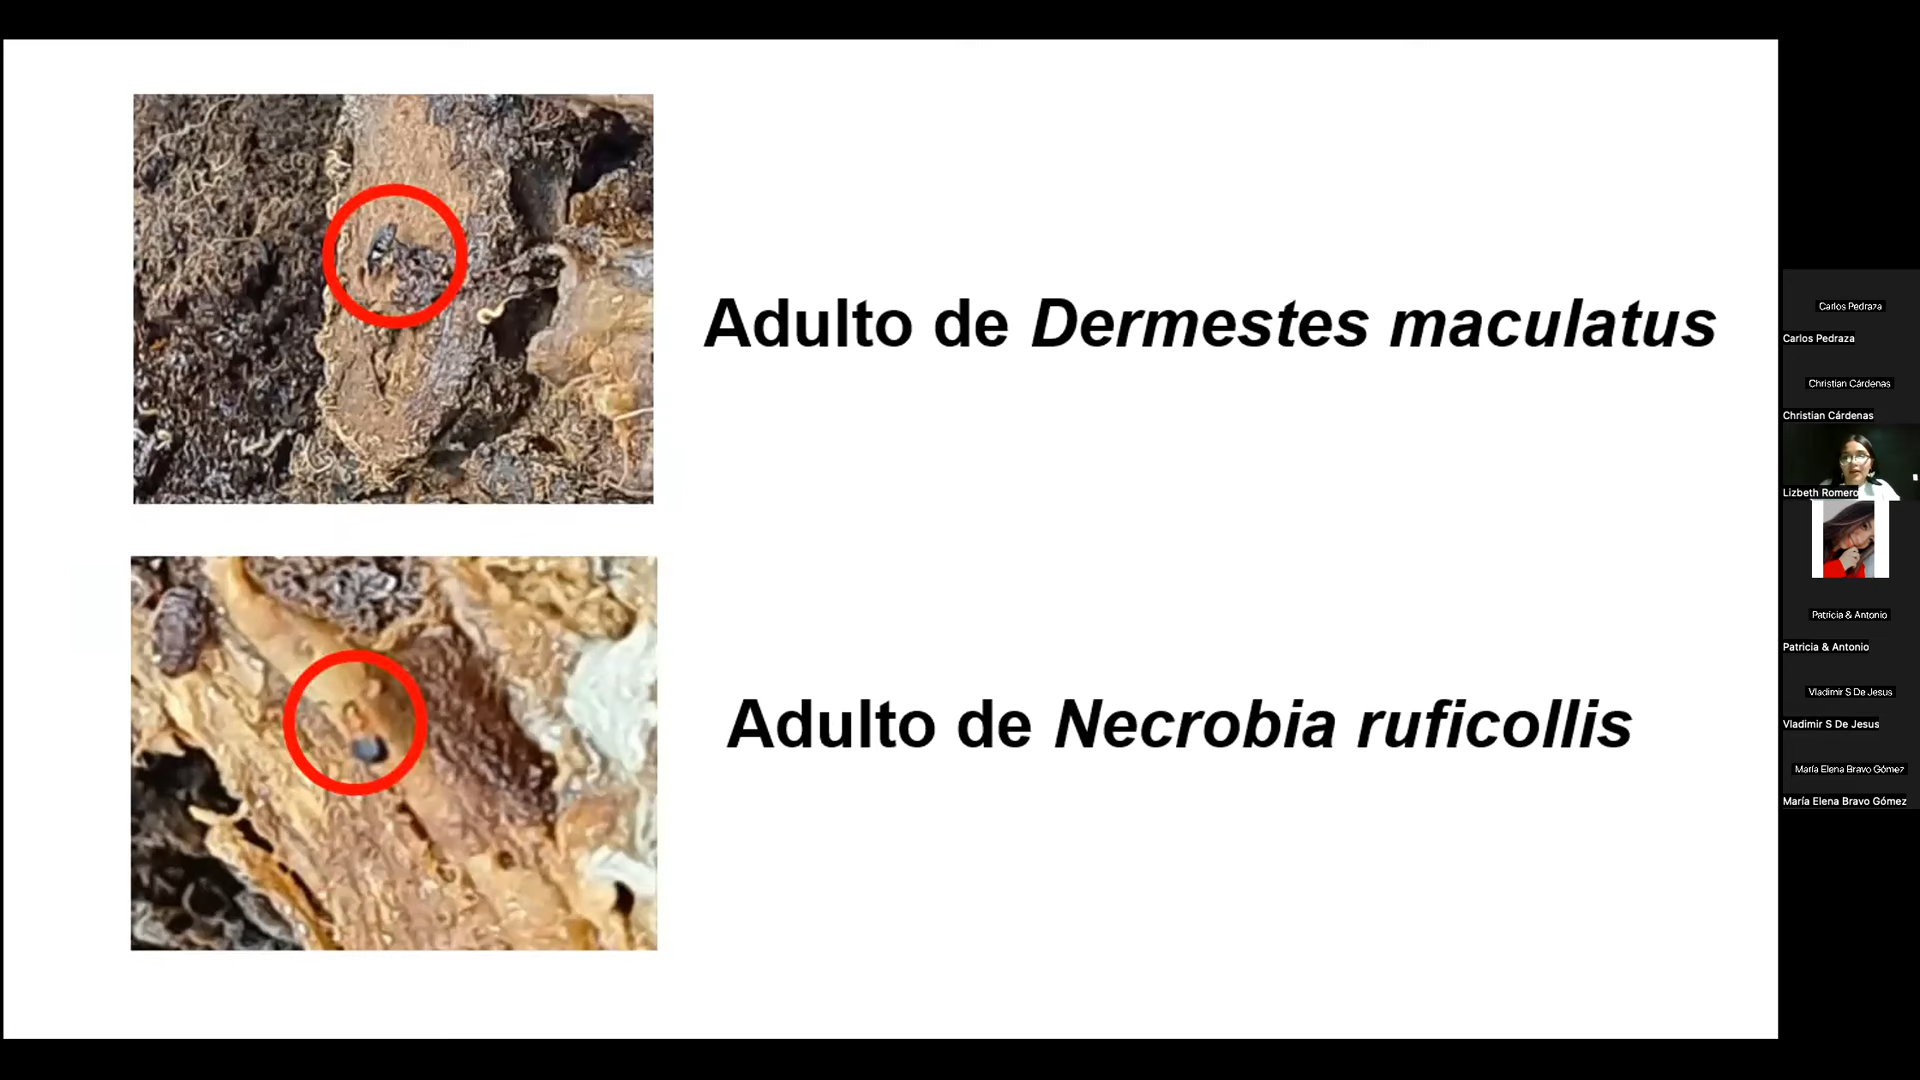 Adulto de Dermestes maculatus
Adulto de Necrobia ruficollis
Carlos Pedraza
Carlos Pedraza
Christian Cárdenas
Christian Cárdenas
Lizbeth Romero
Patricia & Antonio
Patricia & Antonio
Vladimir S De Jesus
Vladimir S De Jesus
María Elena Bravo Gómez
María Elena Bravo Gómez